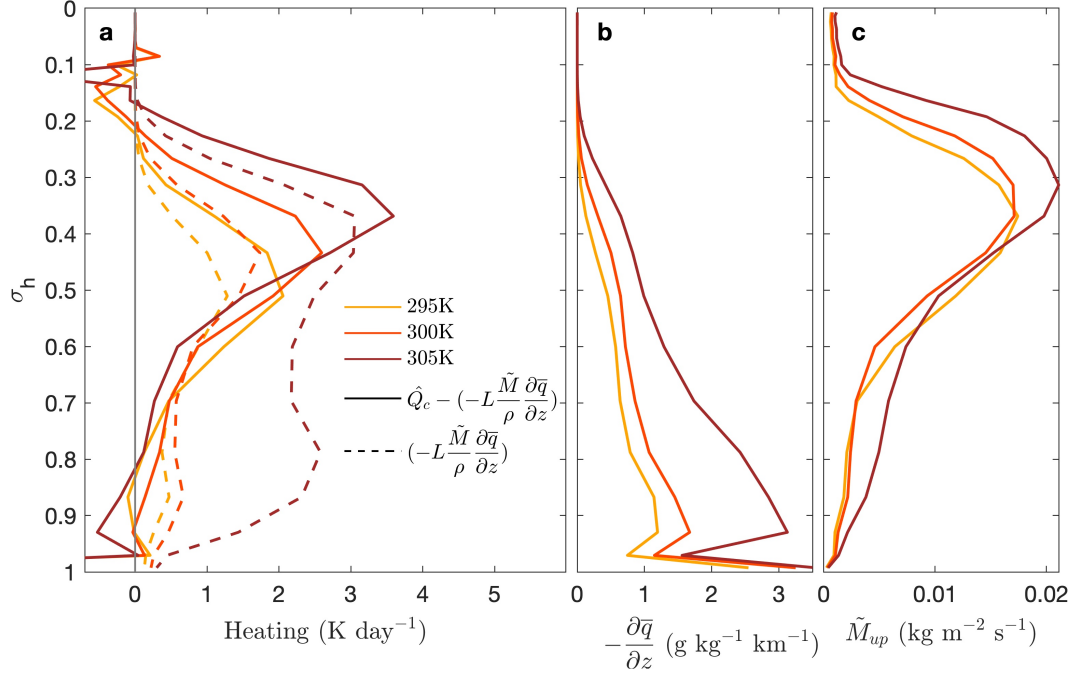 a
b
c
0
0.1
0.2
0.3
0.4
0.5
0.6
0.7
0.8
0.9
1
σh
295K
300K
305K
Q̂c − (−L M̃/ρ ∂q̅/∂z)
(−L M̃/ρ ∂q̅/∂z)
0 1 2 3 4 5
0 1 2 3
0 0.01 0.02
Heating (K day⁻¹)
−∂q̅/∂z (g kg⁻¹ km⁻¹)
M̃up (kg m⁻² s⁻¹)